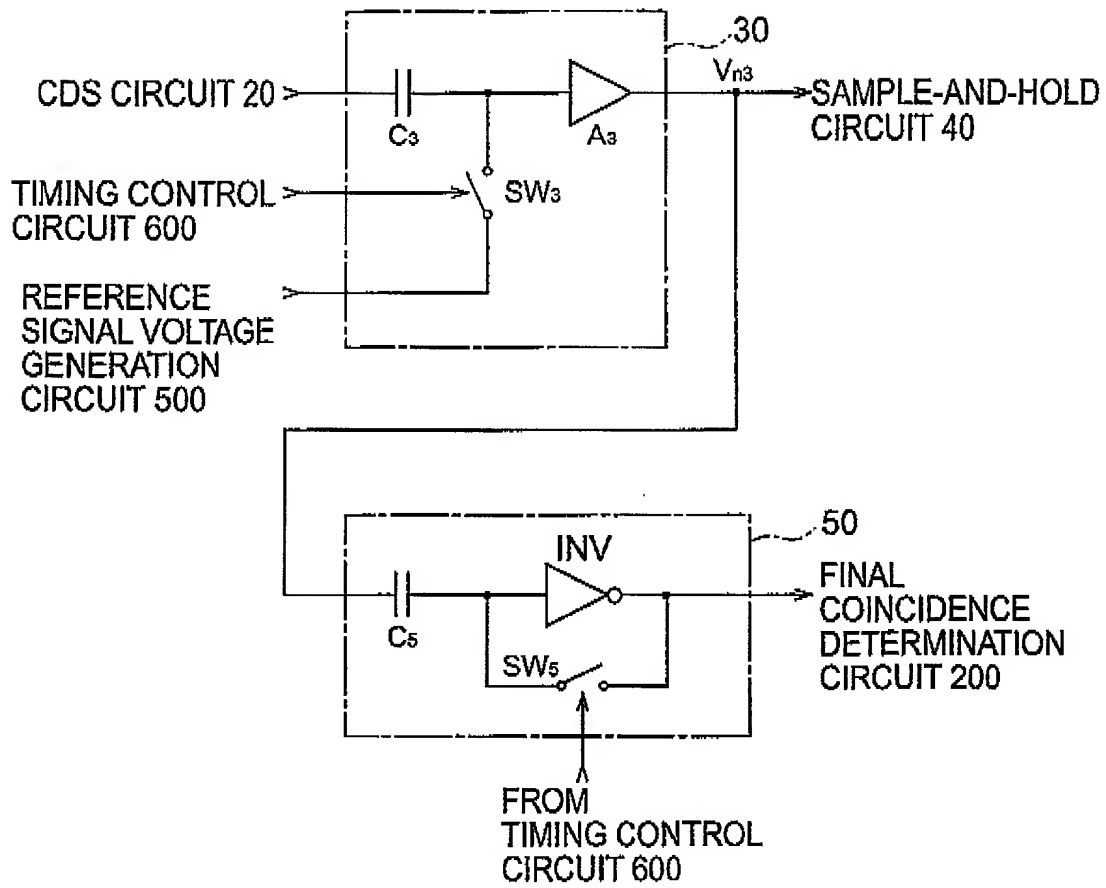 30
CDS CIRCUIT 20
C3
A3
Vn3
SAMPLE-AND-HOLD
CIRCUIT 40
TIMING CONTROL
CIRCUIT 600
SW3
REFERENCE
SIGNAL VOLTAGE
GENERATION
CIRCUIT 500
50
INV
C5
SW5
FINAL
COINCIDENCE
DETERMINATION
CIRCUIT 200
FROM
TIMING CONTROL
CIRCUIT 600